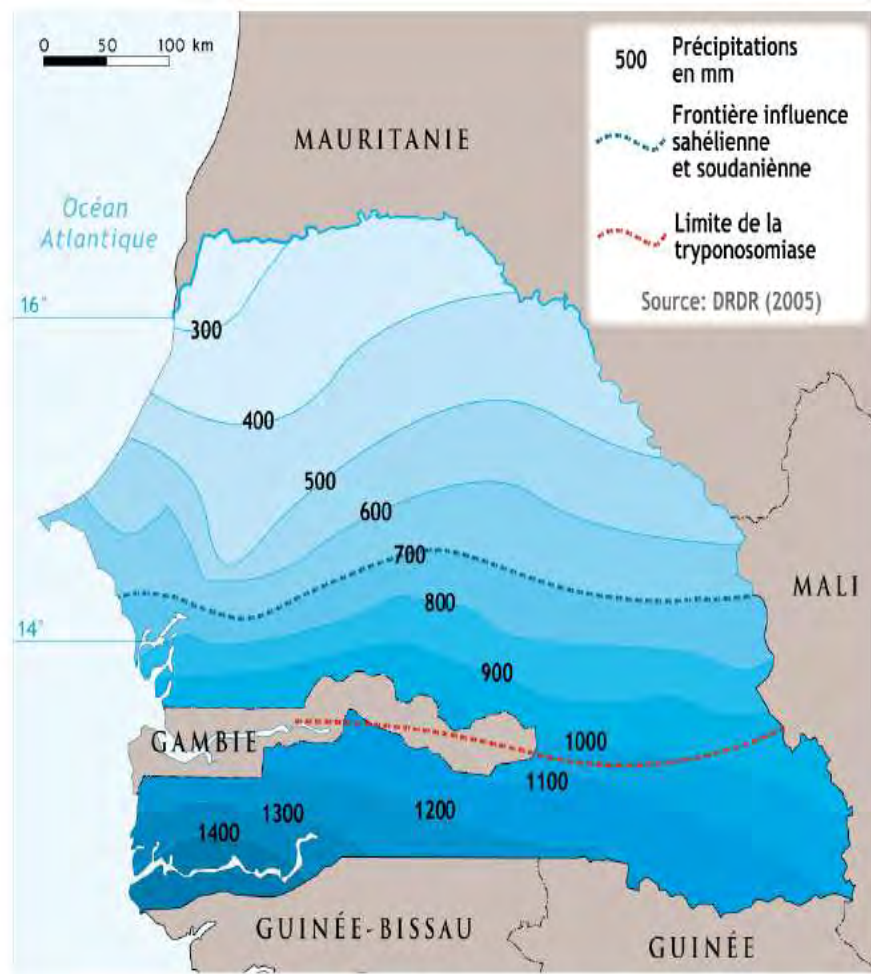 0 50 100 km
500 Précipitations
en mm
Frontière influence
sahélienne
et soudaniènne
Limite de la
tryponosomiase
Source: DRDR (2005)
MAURITANIE
Océan
Atlantique
16°
300
400
500
600
700
MALI
800
14°
900
GAMBIE
1000
1100
1300
1200
1400
GUINÉE-BISSAU
GUINÉE